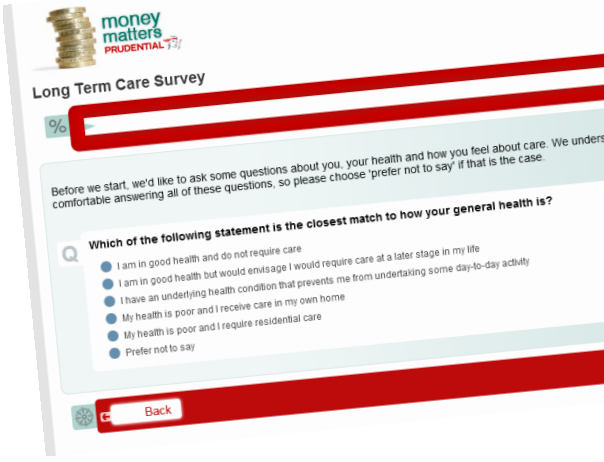 money
matters
PRUDENTIAL
Long Term Care Survey
%
Before we start, we'd like to ask some questions about you, your health and how you feel about care. We
comfortable answering all of these questions, so please choose 'prefer not to say' if that is the case.
Q
Which of the following statement is the closest match to how your general health is?
I am in good health and do not require care
I am in good health but would envisage I would require care at a later stage in my life
I have an underlying health condition that prevents me from undertaking some day-to-day activity
My health is poor and I receive care in my own home
My health is poor and I require residential care
Prefer not to say
Back